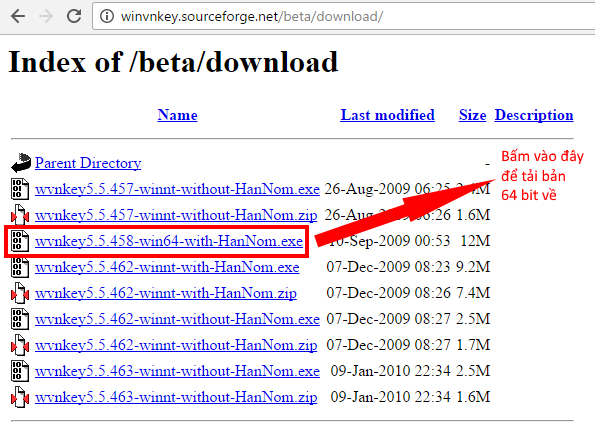 winvnkey.sourceforge.net/beta/download/
Index of /beta/download
Name Last modified Size Description
Parent Directory -
wvnkey5.5.457-winnt-without-HanNom.exe 26-Aug-2009 06:25
wvnkey5.5.457-winnt-without-HanNom.zip 26-Aug-2009 06:26 1.6M
wvnkey5.5.458-win64-with-HanNom.exe 10-Sep-2009 00:53 12M
wvnkey5.5.462-winnt-with-HanNom.exe 07-Dec-2009 08:23 9.2M
wvnkey5.5.462-winnt-with-HanNom.zip 07-Dec-2009 08:26 7.4M
wvnkey5.5.462-winnt-without-HanNom.exe 07-Dec-2009 08:27 2.5M
wvnkey5.5.462-winnt-without-HanNom.zip 07-Dec-2009 08:27 1.7M
wvnkey5.5.463-winnt-without-HanNom.exe 09-Jan-2010 22:34 2.5M
wvnkey5.5.463-winnt-without-HanNom.zip 09-Jan-2010 22:34 1.6M
Bấm vào đây
để tải bản
64 bit về